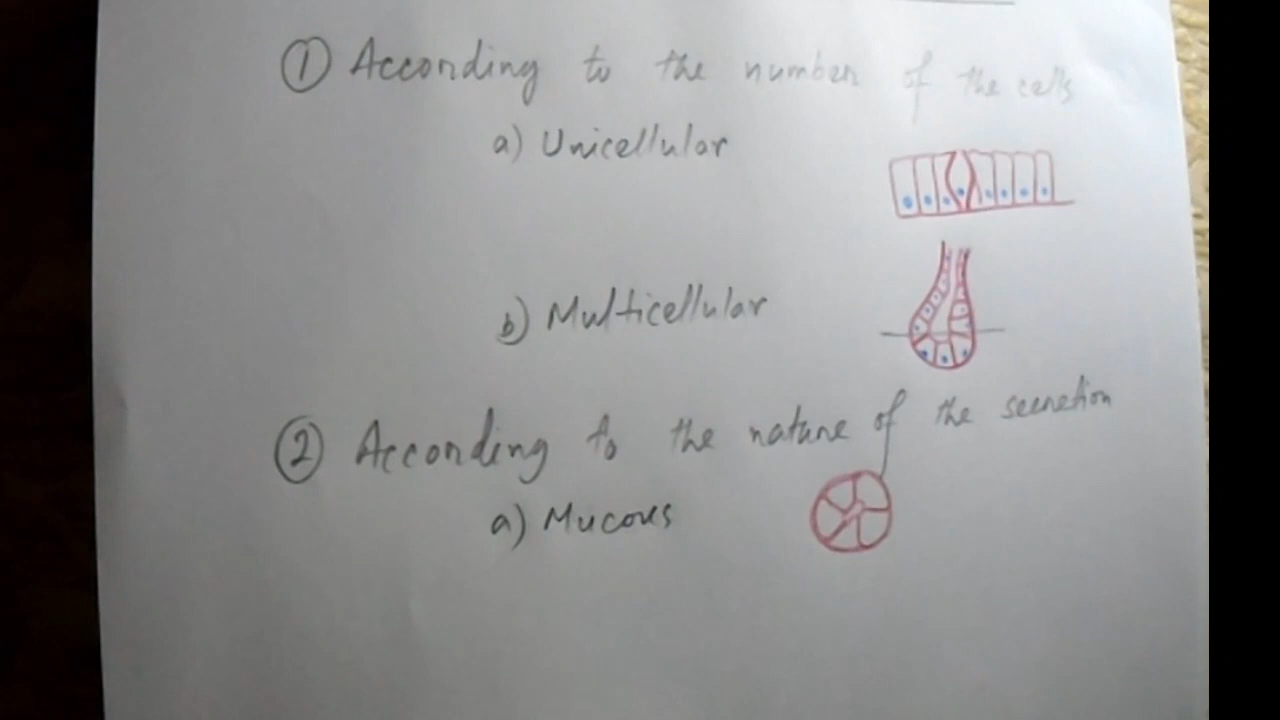 ① According to the number of the cells
a) Unicellular
b) Multicellular
② According to the nature of the secretion
a) Mucous